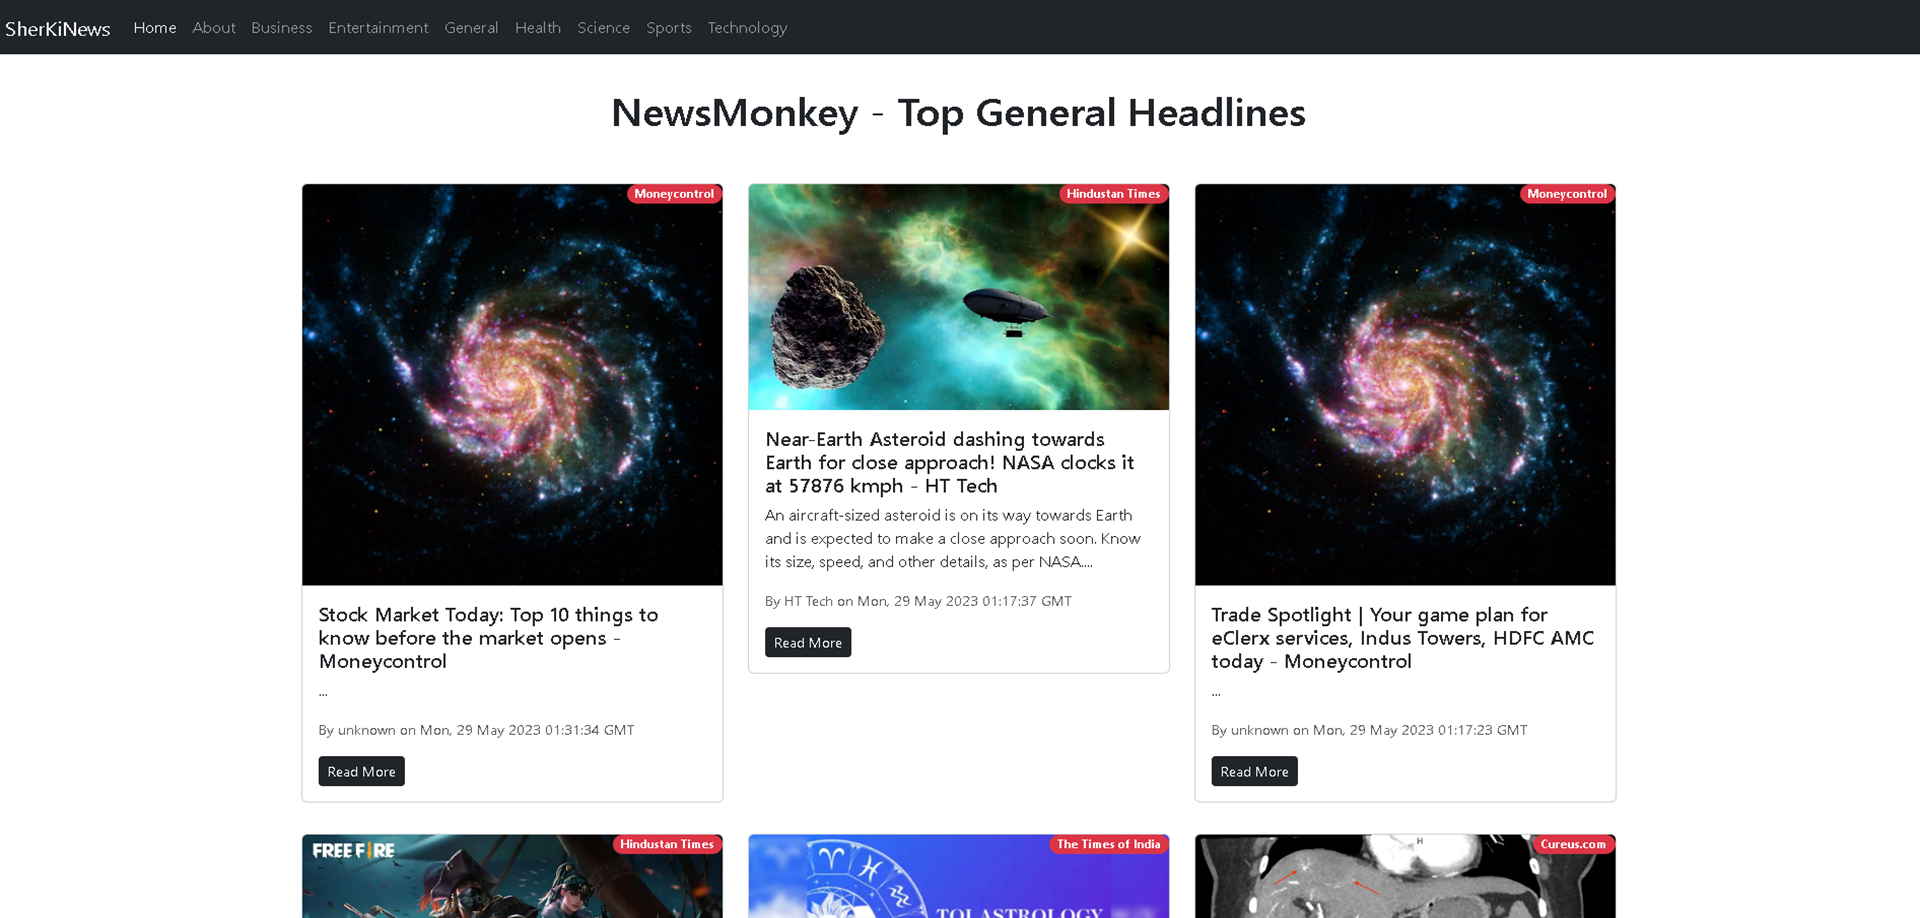 SherKiNews Home About Business Entertainment General Health Science Sports Technology
NewsMonkey - Top General Headlines
Moneycontrol
Stock Market Today: Top 10 things to
know before the market opens -
Moneycontrol
...
By unknown on Mon, 29 May 2023 01:31:34 GMT
Read More
Hindustan Times
Near-Earth Asteroid dashing towards
Earth for close approach! NASA clocks it
at 57876 kmph - HT Tech
An aircraft-sized asteroid is on its way towards Earth
and is expected to make a close approach soon. Know
its size, speed, and other details, as per NASA....
By HT Tech on Mon, 29 May 2023 01:17:37 GMT
Read More
Moneycontrol
Trade Spotlight | Your game plan for
eClerx services, Indus Towers, HDFC AMC
today - Moneycontrol
...
By unknown on Mon, 29 May 2023 01:17:23 GMT
Read More
FREE FIRE
Hindustan Times
The Times of India
TOI ASTROLOGY
Cureus.com
H